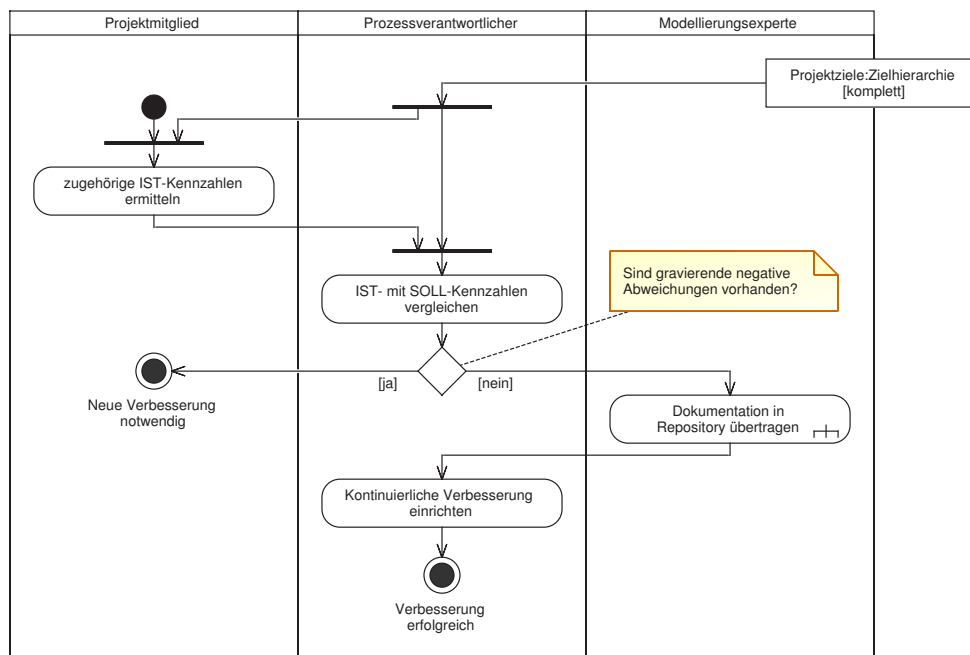 Projektmitglied
Prozessverantwortlicher
Modellierungsexperte
Projektziele:Zielhierarchie
[komplett]
zugehörige IST-Kennzahlen
ermitteln
IST- mit SOLL-Kennzahlen
vergleichen
Sind gravierende negative
Abweichungen vorhanden?
[ja]
[nein]
Neue Verbesserung
notwendig
Dokumentation in
Repository übertragen
Kontinuierliche Verbesserung
einrichten
Verbesserung
erfolgreich